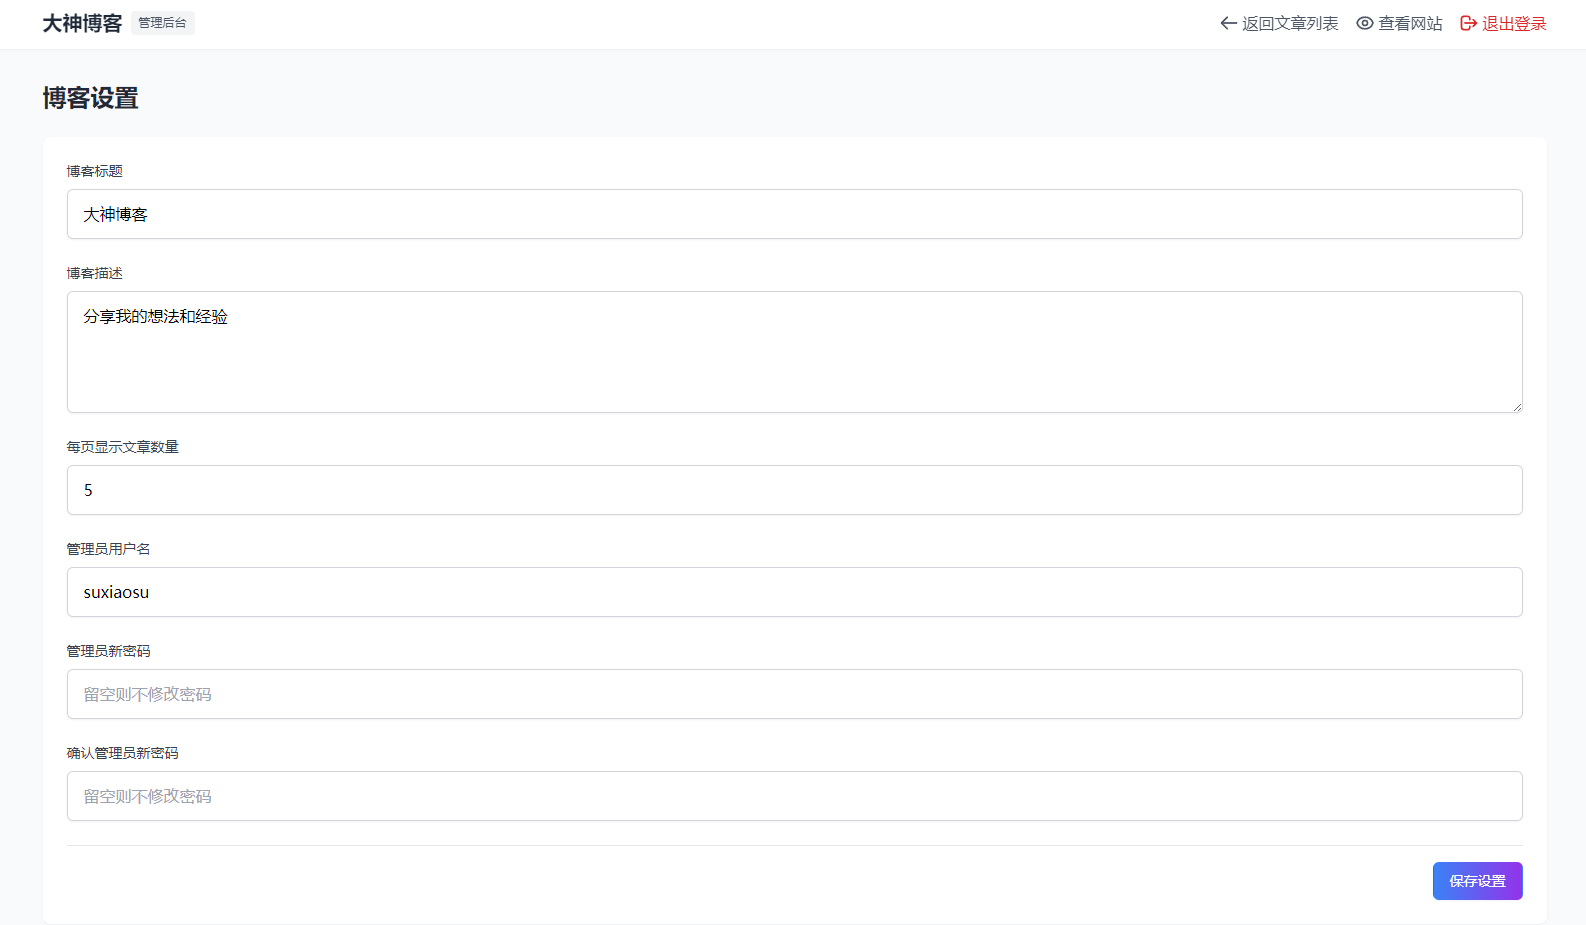 大神博客 管理后台 返回文章列表 查看网站 退出登录
博客设置
博客标题
大神博客
博客描述
分享我的想法和经验
每页显示文章数量
5
管理员用户名
suxiaosu
管理员新密码
留空则不修改密码
确认管理员新密码
留空则不修改密码
保存设置